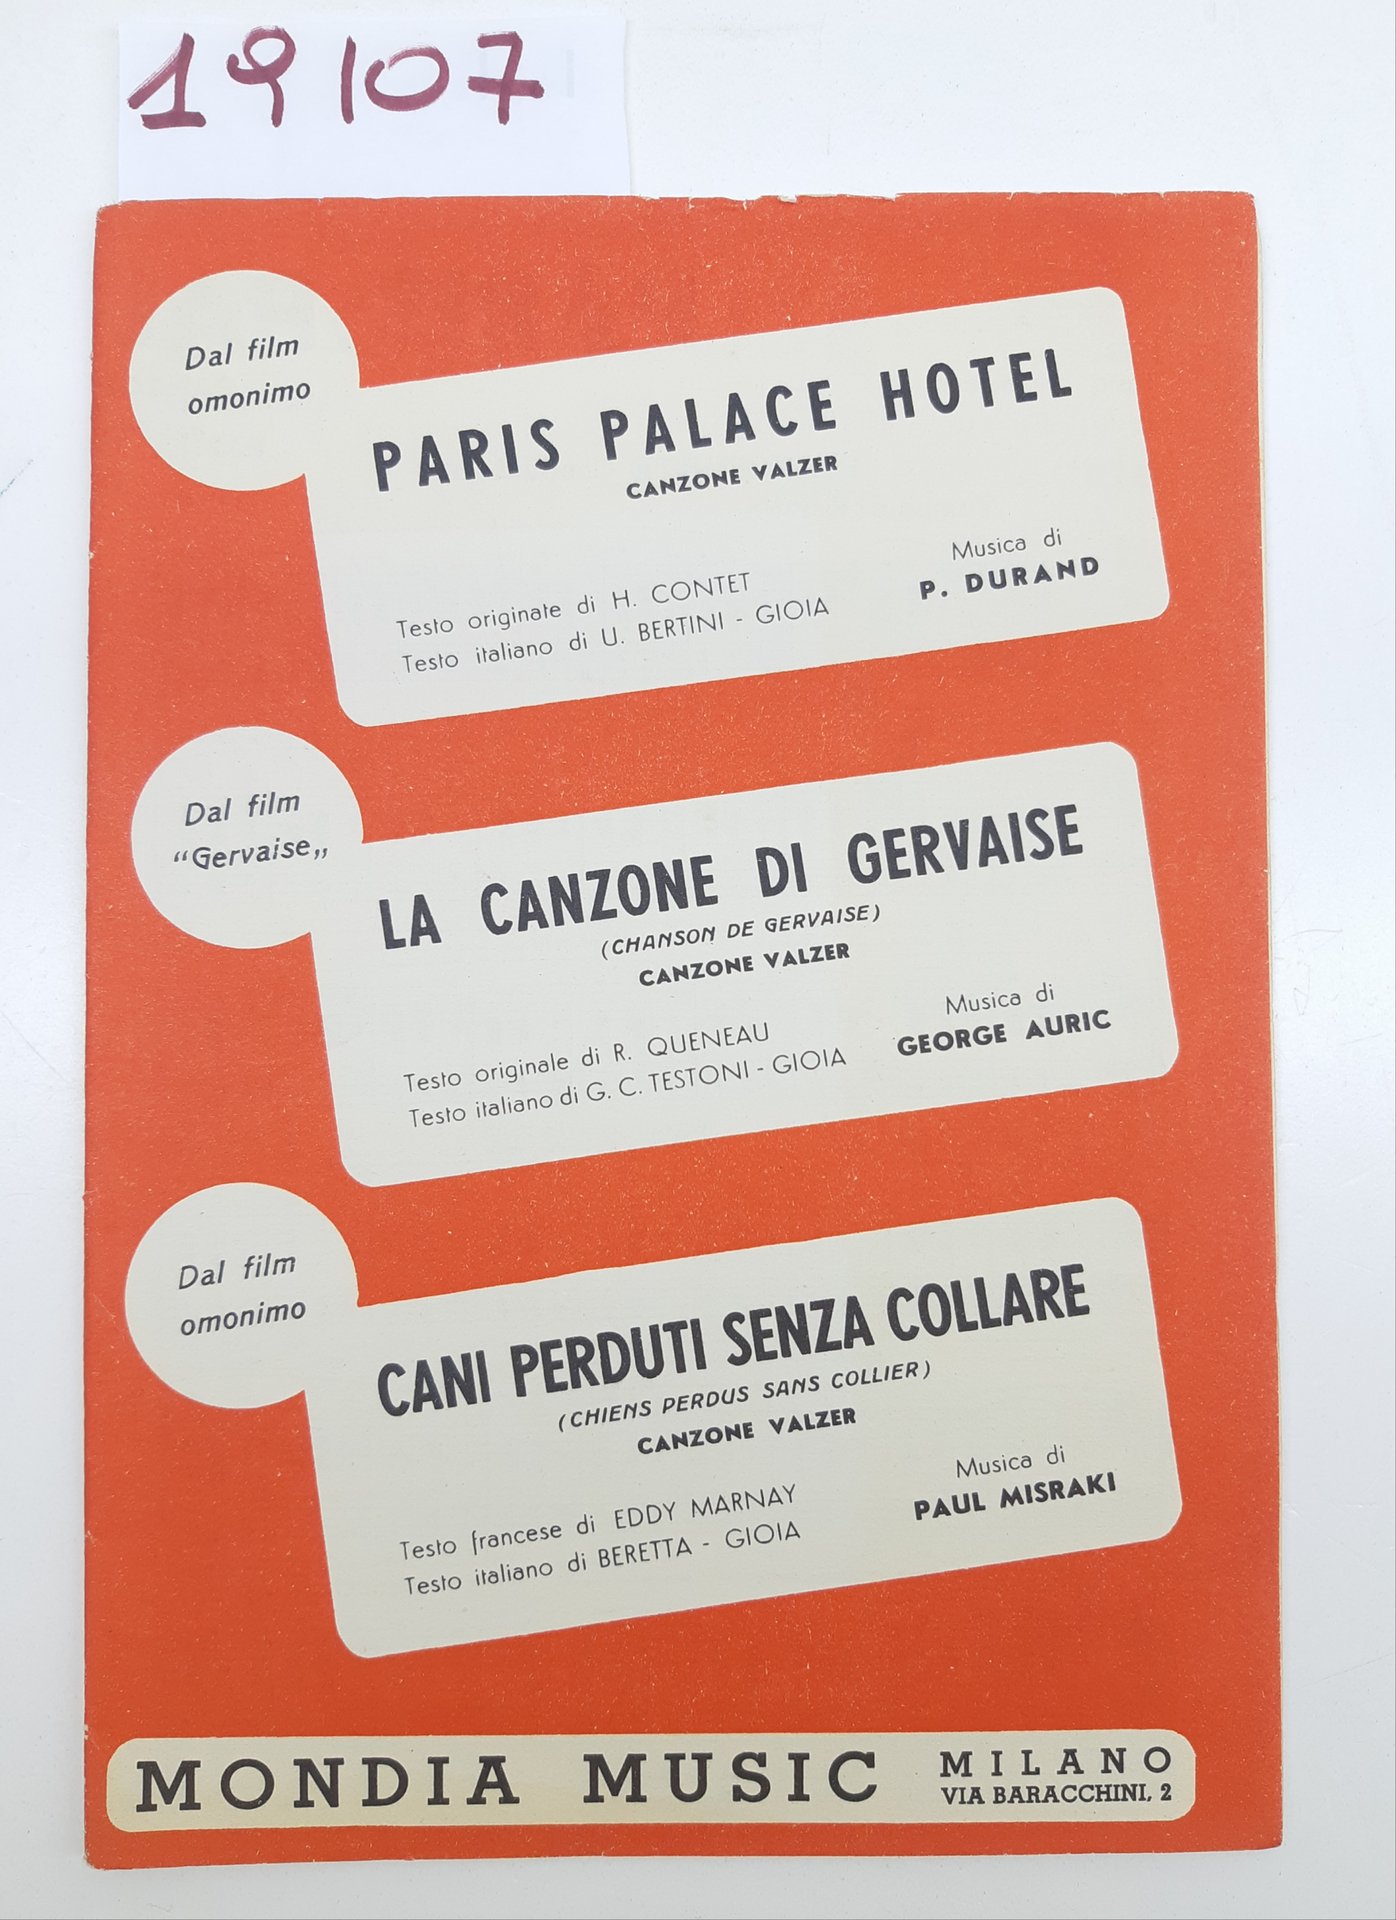 19107
Dal film
omonimo
PARIS PALACE HOTEL
CANZONE VALZER
Testo originale di H. CONTET
Testo italiano di U. BERTINI - GIOIA
Musica di
P. DURAND
Dal film
“Gervaise„
LA CANZONE DI GERVAISE
(CHANSON DE GERVAISE)
CANZONE VALZER
Testo originale di R. QUENEAU
Testo italiano di G. C. TESTONI - GIOIA
Musica di
GEORGE AURIC
Dal film
omonimo
CANI PERDUTI SENZA COLLARE
(CHIENS PERDUS SANS COLLIER)
CANZONE VALZER
Testo francese di EDDY MARNAY
Testo italiano di BERETTA - GIOIA
Musica di
PAUL MISRAKI
MONDIA MUSIC
MILANO
VIA BARACCHINI, 2